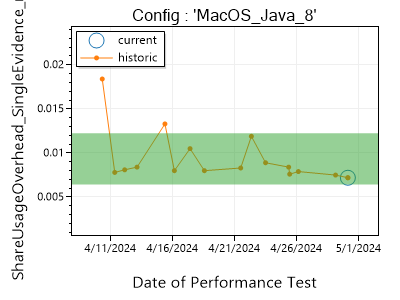 Config : 'MacOS_Java_8'
current
historic
ShareUsageOverhead_SingleEvidence_
0.02
0.015
0.01
0.005
4/11/2024
4/16/2024
4/21/2024
4/26/2024
5/1/2024
Date of Performance Test